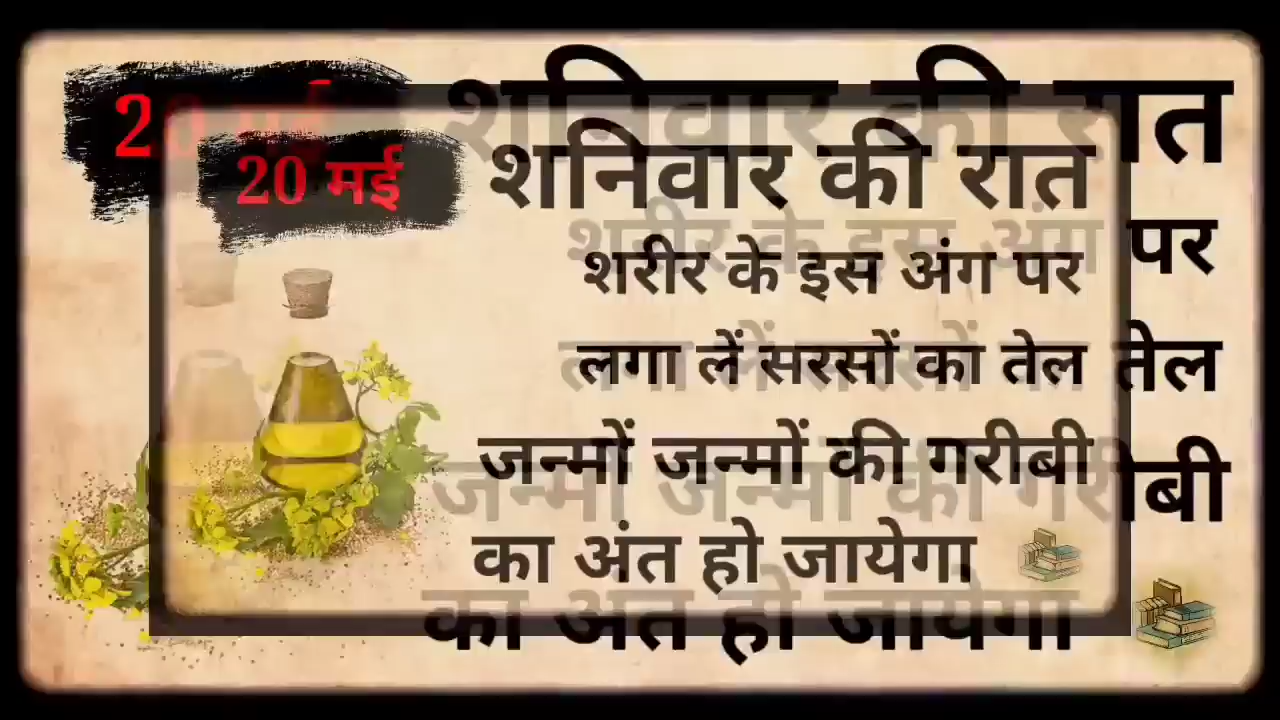 20 मई
शनिवार की रात
शरीर के इस अंग पर
लगा लें सरसों का तेल
जन्मों जन्मों की गरीबी
का अंत हो जायेगा